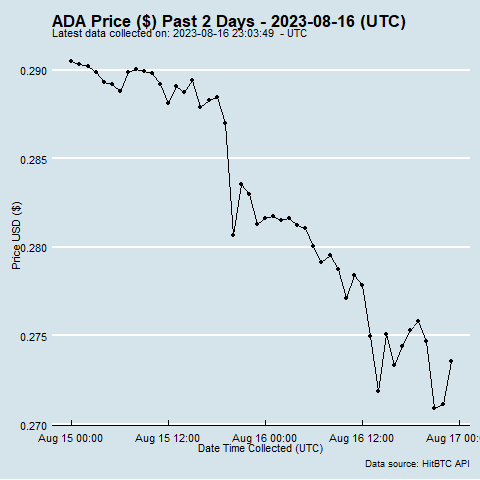 ADA Price ($) Past 2 Days - 2023-08-16 (UTC)
Latest data collected on: 2023-08-16 23:03:49 - UTC
0.290
0.285
0.280
0.275
0.270
Price USD ($)
Aug 15 00:00 Aug 15 12:00 Aug 16 00:00 Aug 16 12:00 Aug 17 00:0
Date Time Collected (UTC)
Data source: HitBTC API